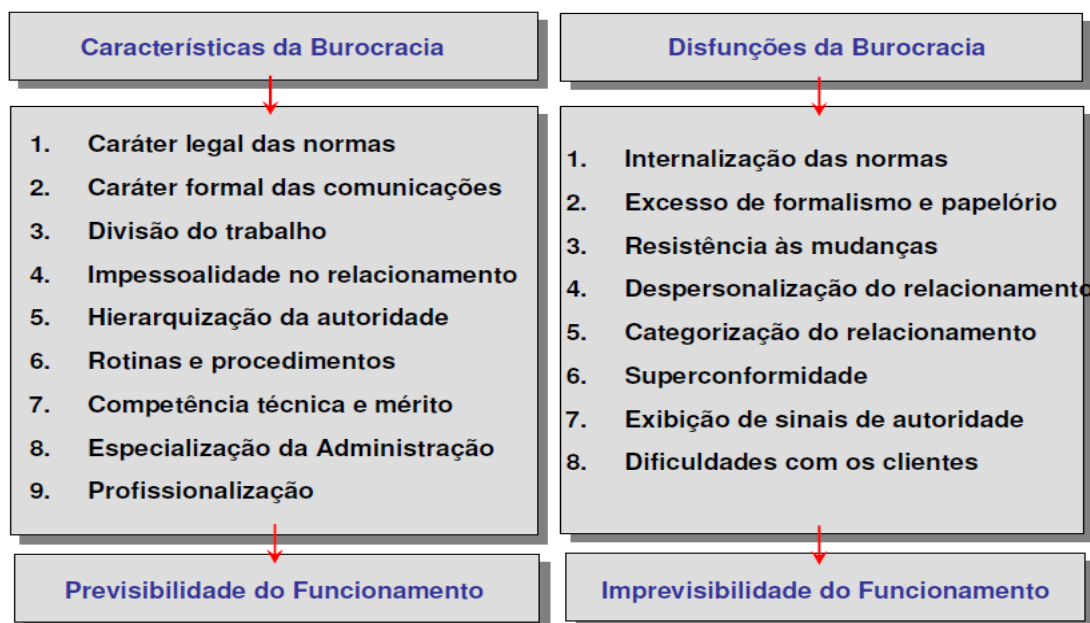 Características da Burocracia
1. Caráter legal das normas
2. Caráter formal das comunicações
3. Divisão do trabalho
4. Impessoalidade no relacionamento
5. Hierarquização da autoridade
6. Rotinas e procedimentos
7. Competência técnica e mérito
8. Especialização da Administração
9. Profissionalização
Previsibilidade do Funcionamento
Disfunções da Burocracia
1. Internalização das normas
2. Excesso de formalismo e papelório
3. Resistência às mudanças
4. Despersonalização do relacionamento
5. Categorização do relacionamento
6. Superconformidade
7. Exibição de sinais de autoridade
8. Dificuldades com os clientes
Imprevisibilidade do Funcionamento